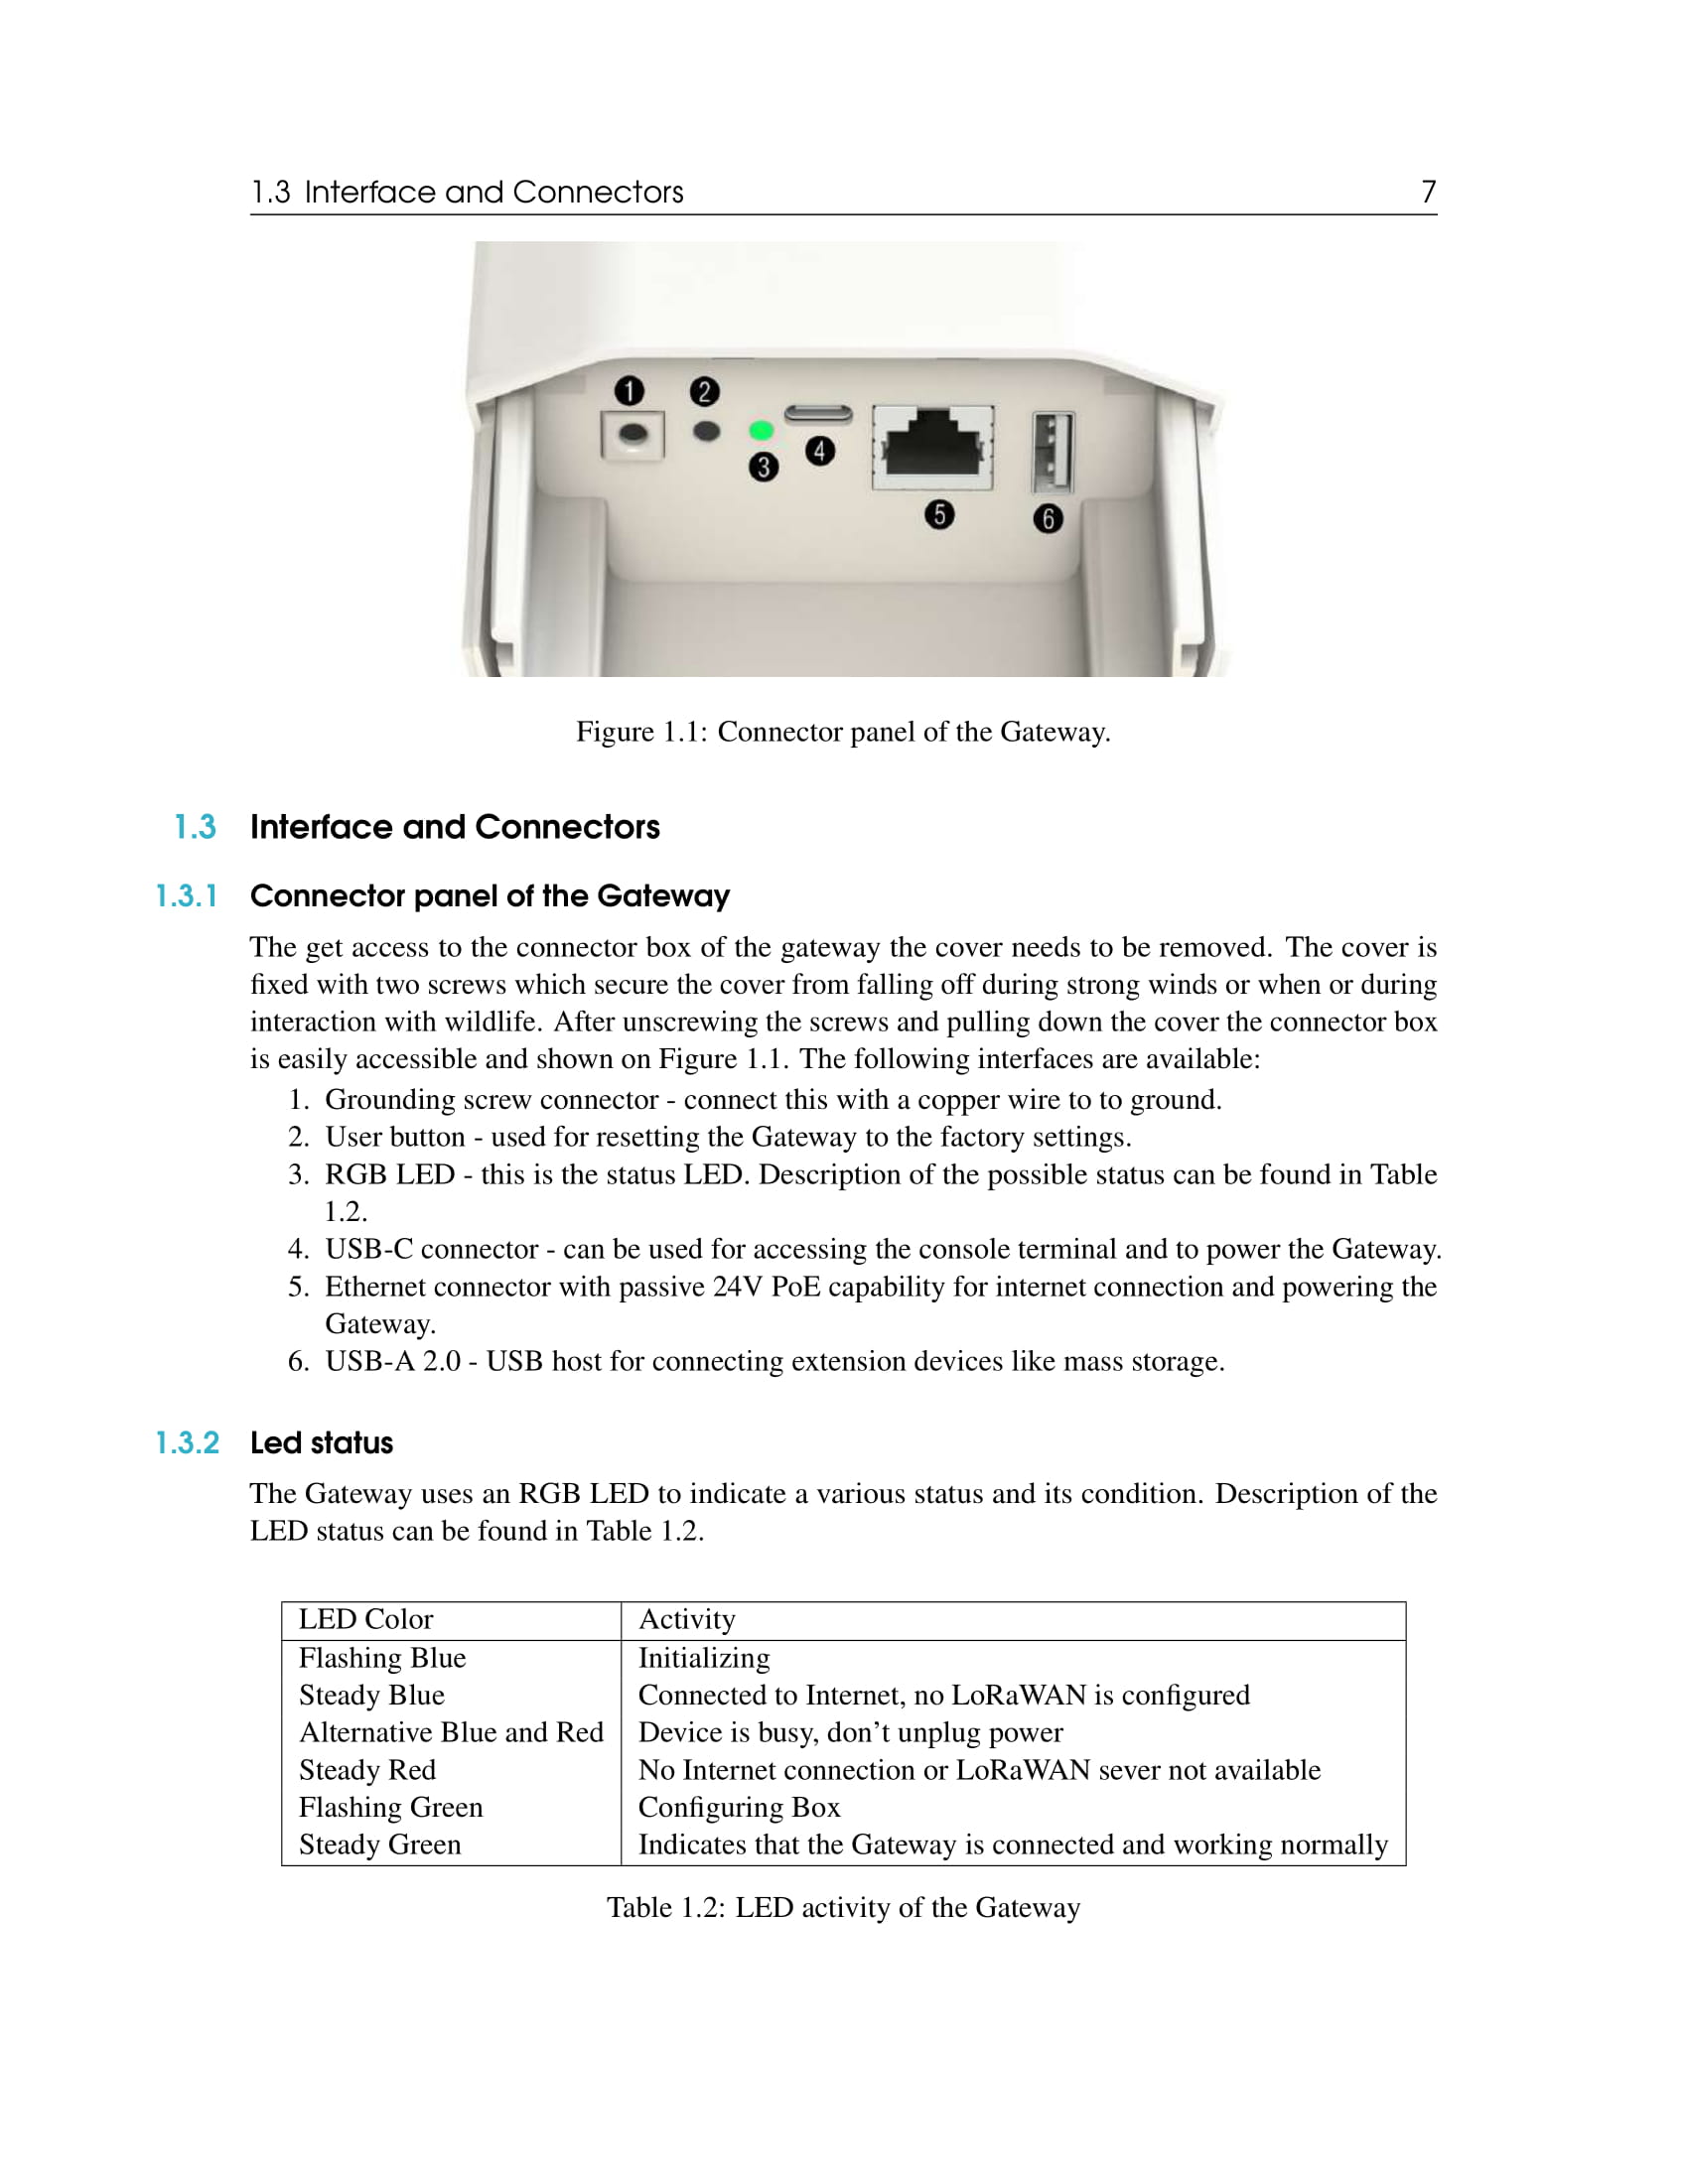 1.3 Interface and Connectors 7
1 2
3 4
5 6
Figure 1.1: Connector panel of the Gateway.
1.3 Interface and Connectors
1.3.1 Connector panel of the Gateway
The get access to the connector box of the gateway the cover needs to be removed. The cover is
fixed with two screws which secure the cover from falling off during strong winds or when or during
interaction with wildlife. After unscrewing the screws and pulling down the cover the connector box
is easily accessible and shown on Figure 1.1. The following interfaces are available:
1. Grounding screw connector - connect this with a copper wire to to ground.
2. User button - used for resetting the Gateway to the factory settings.
3. RGB LED - this is the status LED. Description of the possible status can be found in Table
1.2.
4. USB-C connector - can be used for accessing the console terminal and to power the Gateway.
5. Ethernet connector with passive 24V PoE capability for internet connection and powering the
Gateway.
6. USB-A 2.0 - USB host for connecting extension devices like mass storage.
1.3.2 Led status
The Gateway uses an RGB LED to indicate a various status and its condition. Description of the
LED status can be found in Table 1.2.
LED Color Activity
Flashing Blue Initializing
Steady Blue Connected to Internet, no LoRaWAN is configured
Alternative Blue and Red Device is busy, don't unplug power
Steady Red No Internet connection or LoRaWAN sever not available
Flashing Green Configuring Box
Steady Green Indicates that the Gateway is connected and working normally
Table 1.2: LED activity of the Gateway